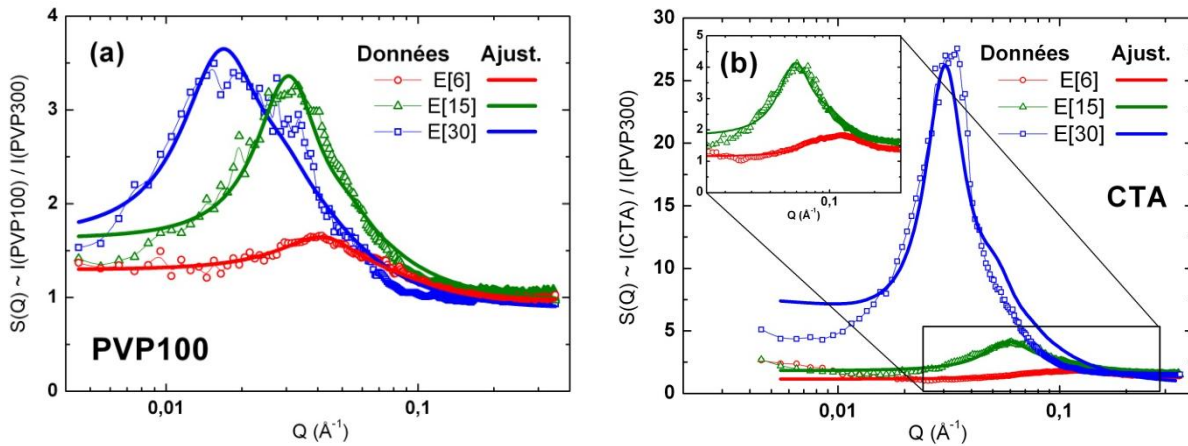 (a)
Données Ajust.
E[6]
E[15]
E[30]
PVP100
S(Q) ~ I(PVP100) / I(PVP300)
4
3
2
1
0
0,01 0,1
Q (Å⁻¹)
(b)
Données Ajust.
E[6]
E[15]
E[30]
CTA
S(Q) ~ I(CTA) / I(PVP300)
30
25
20
15
10
5
0
0,01 0,1
Q (Å⁻¹)
5
4
3
2
1
0
0,1
Q (Å⁻¹)